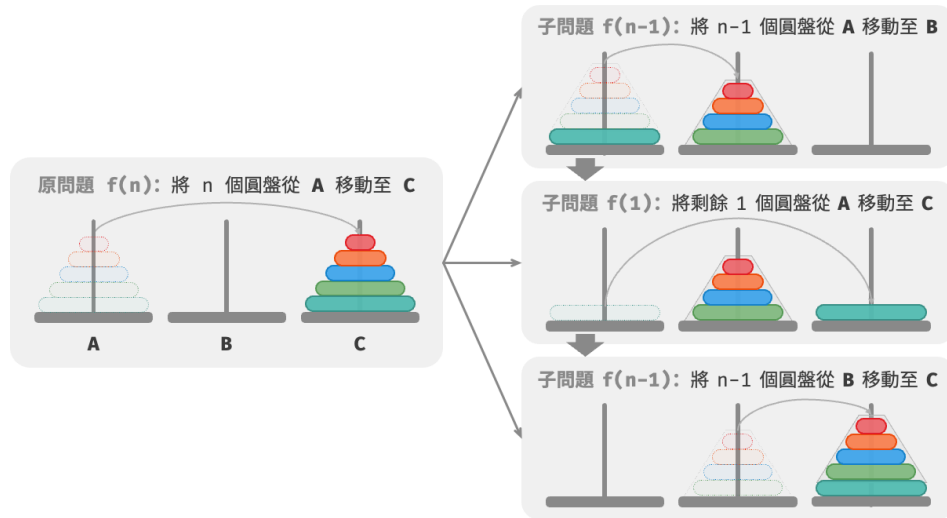 子問題 f(n-1)：將 n-1 個圓盤從 A 移動至 B
原問題 f(n)：將 n 個圓盤從 A 移動至 C
A B C
子問題 f(1)：將剩餘 1 個圓盤從 A 移動至 C
子問題 f(n-1)：將 n-1 個圓盤從 B 移動至 C